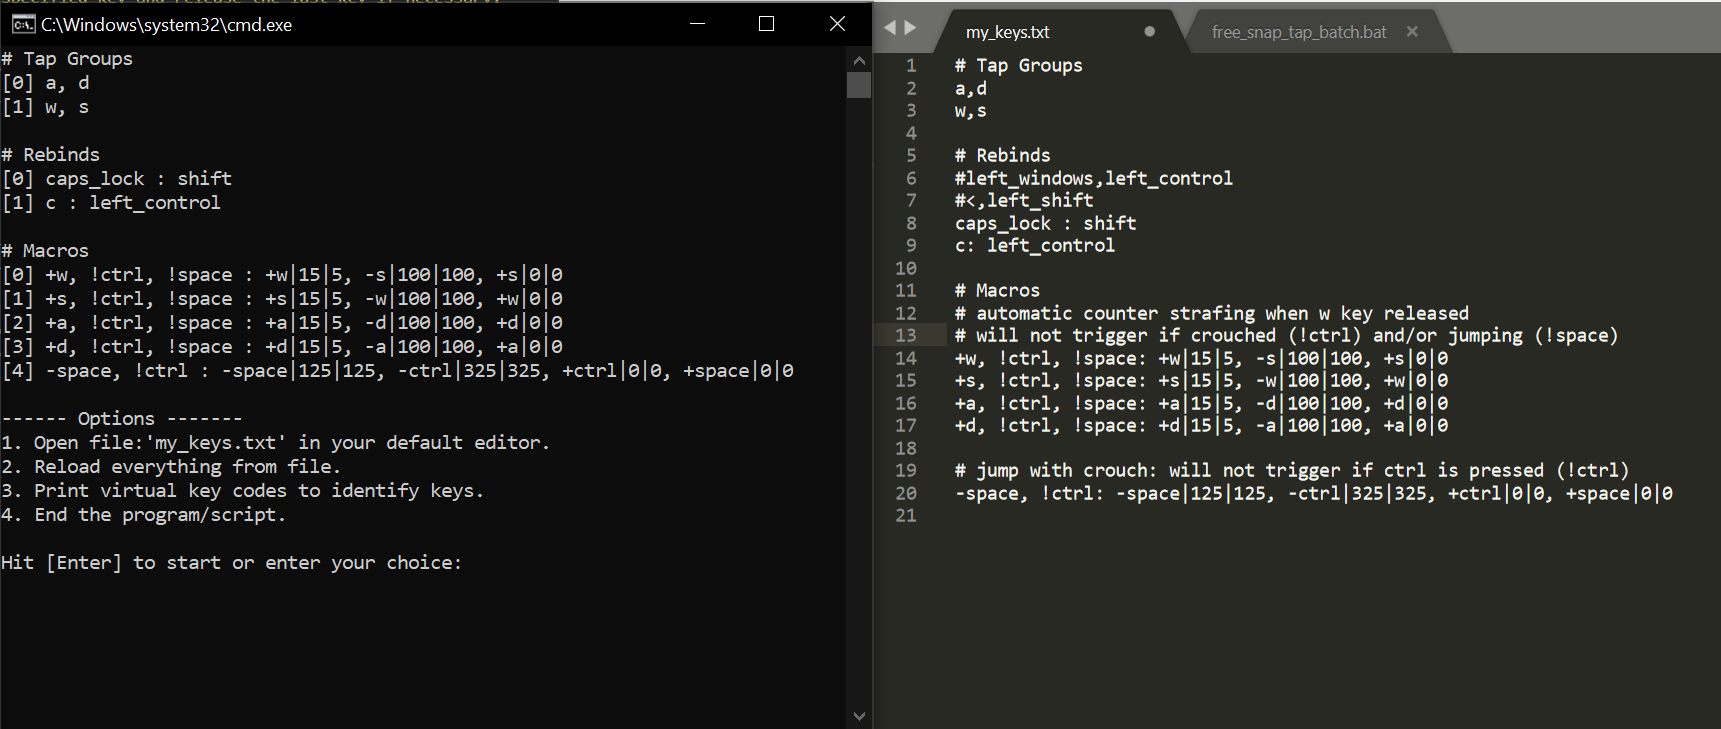 specified key and release the last key if necessary.
C:\Windows\system32\cmd.exe
# Tap Groups
[0] a, d
[1] w, s
# Rebinds
[0] caps_lock : shift
[1] c : left_control
# Macros
[0] +w, !ctrl, !space : +w|15|5, -s|100|100, +s|0|0
[1] +s, !ctrl, !space : +s|15|5, -w|100|100, +w|0|0
[2] +a, !ctrl, !space : +a|15|5, -d|100|100, +d|0|0
[3] +d, !ctrl, !space : +d|15|5, -a|100|100, +a|0|0
[4] -space, !ctrl : -space|125|125, -ctrl|325|325, +ctrl|0|0, +space|0|0
------ Options -------
1. Open file:'my_keys.txt' in your default editor.
2. Reload everything from file.
3. Print virtual key codes to identify keys.
4. End the program/script.
Hit [Enter] to start or enter your choice:
my_keys.txt
free_snap_tap_batch.bat
1 # Tap Groups
2 a,d
3 w,s
4
5 # Rebinds
6 #left_windows,left_control
7 #<,left_shift
8 caps_lock : shift
9 c: left_control
10
11 # Macros
12 # automatic counter strafing when w key released
13 # will not trigger if crouched (!ctrl) and/or jumping (!space)
14 +w, !ctrl, !space: +w|15|5, -s|100|100, +s|0|0
15 +s, !ctrl, !space: +s|15|5, -w|100|100, +w|0|0
16 +a, !ctrl, !space: +a|15|5, -d|100|100, +d|0|0
17 +d, !ctrl, !space: +d|15|5, -a|100|100, +a|0|0
18
19 # jump with crouch: will not trigger if ctrl is pressed (!ctrl)
20 -space, !ctrl: -space|125|125, -ctrl|325|325, +ctrl|0|0, +space|0|0
21